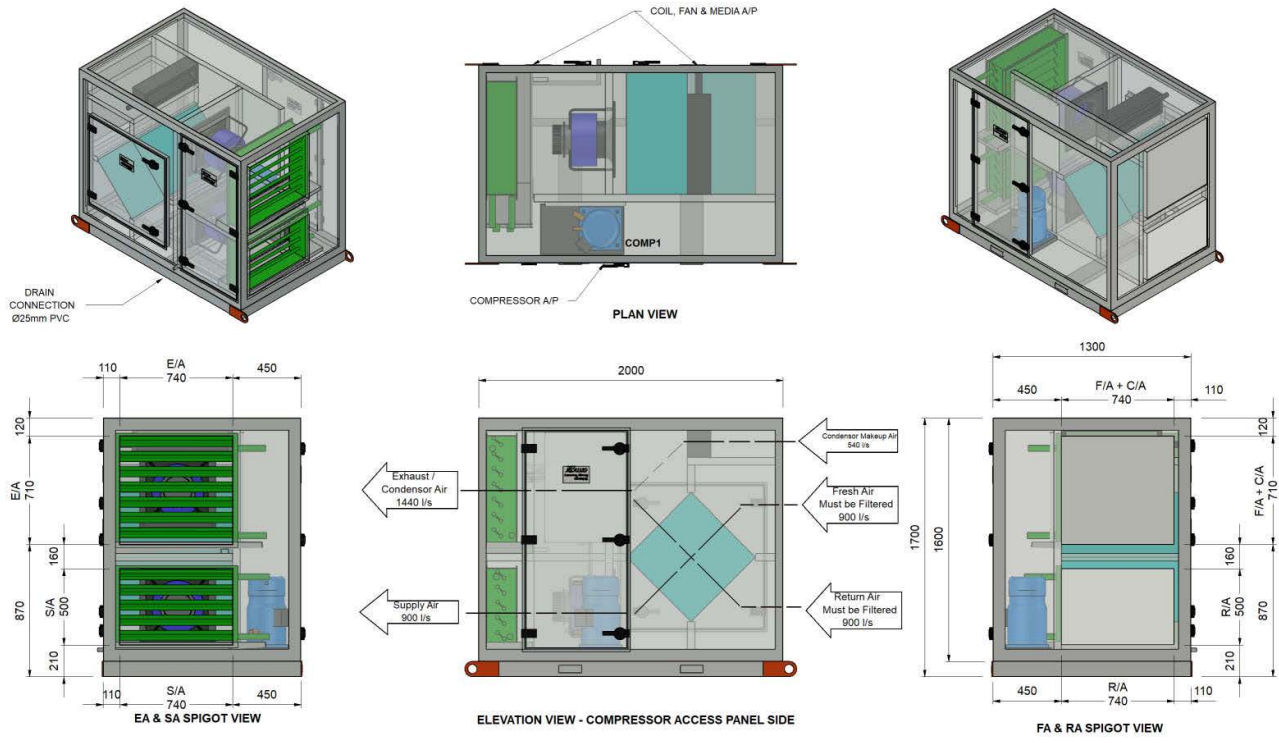 COIL, FAN & MEDIA A/P
COMP1
DRAIN
CONNECTION
Ø25mm PVC
COMPRESSOR A/P
PLAN VIEW
E/A
110
740
450
120
E/A
710
160
S/A
500
870
210
S/A
110
740
450
EA & SA SPIGOT VIEW
2000
Condensor Makeup Air
540 l/s
Exhaust /
Condensor Air
1440 l/s
Fresh Air
Must be Filtered
900 l/s
Supply Air
900 l/s
Return Air
Must be Filtered
900 l/s
ELEVATION VIEW - COMPRESSOR ACCESS PANEL SIDE
1300
F/A + C/A
450
740
110
120
F/A + C/A
710
1700
1600
160
R/A
500
870
210
R/A
450
740
110
FA & RA SPIGOT VIEW